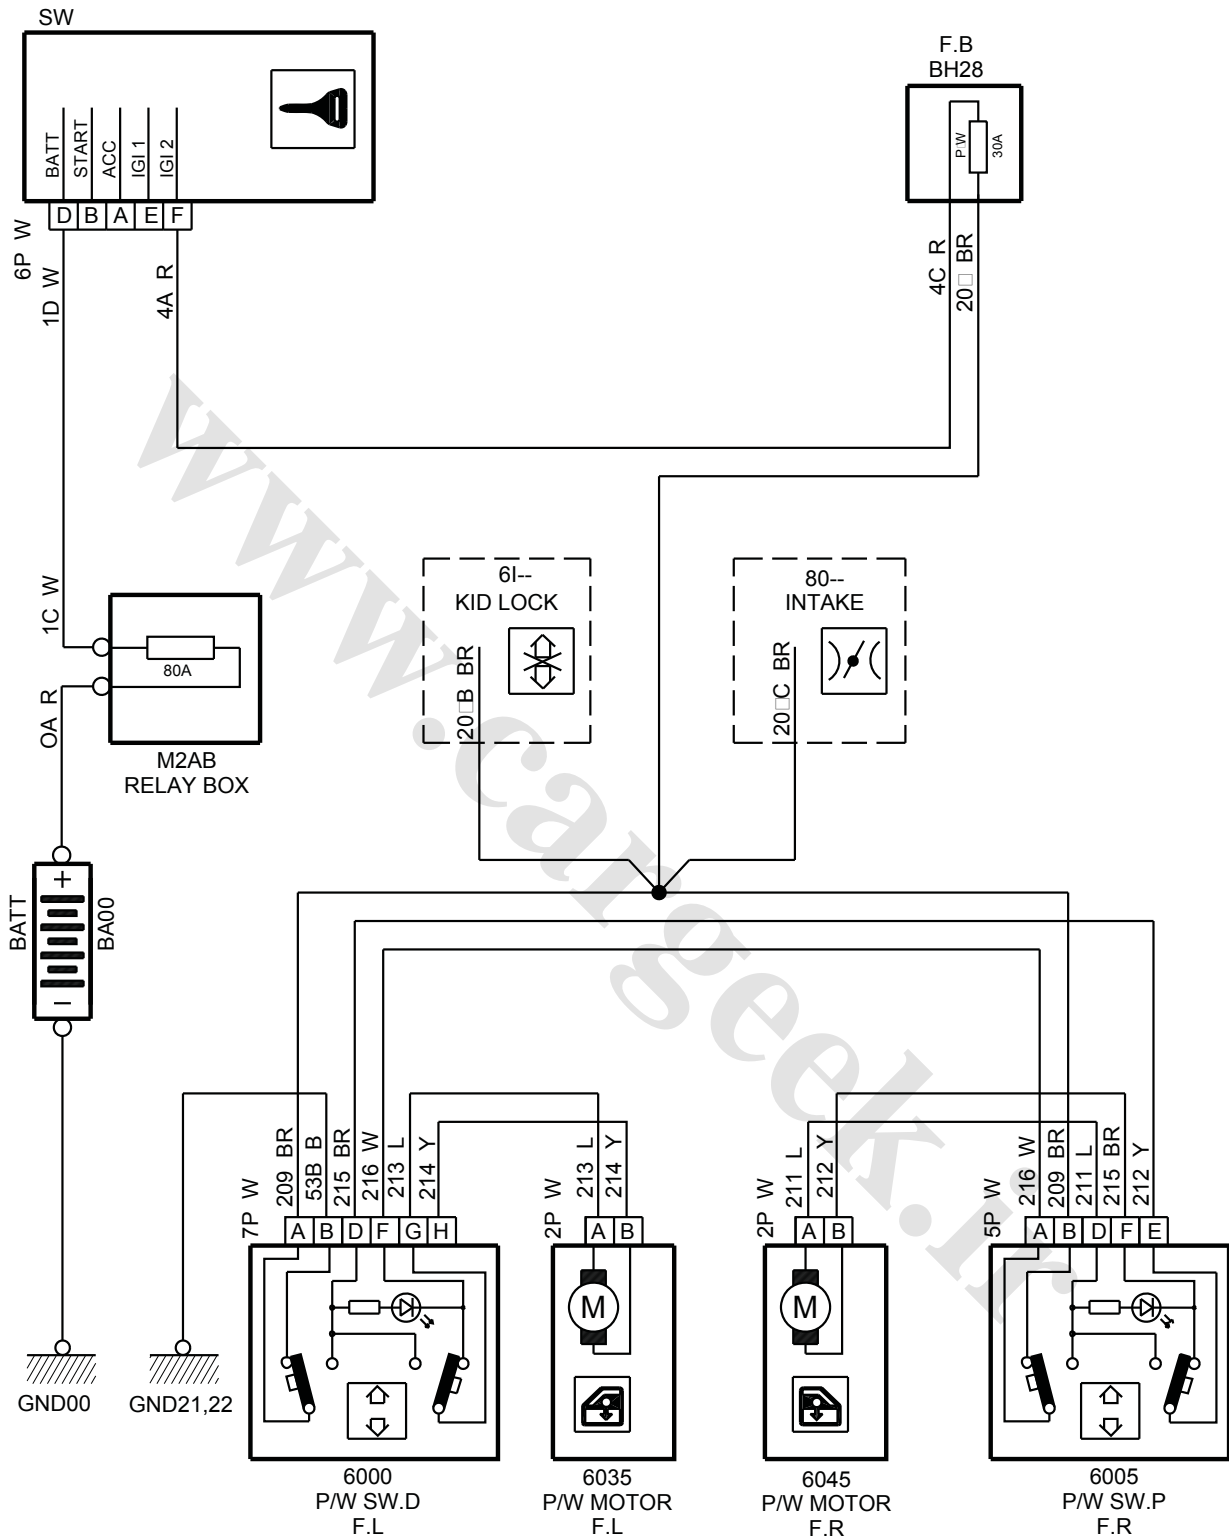 SW
BATT
START
ACC
IGI 1
IGI 2
D B A E F
6P W
1D W
4A R
F.B
BH28
P□W
30A
4C R
20□ BR
1C W
OA R
80A
M2AB
RELAY BOX
6I--
KID LOCK
20□B BR
80--
INTAKE
20□C BR
BATT
+
−
BA00
GND00
GND21,22
7P W
209 BR
53B B
215 BR
216 W
213 L
214 Y
A B D F G H
6000
P/W SW.D
F.L
2P W
213 L
214 Y
A B
M
6035
P/W MOTOR
F.L
2P W
211 L
212 Y
A B
M
6045
P/W MOTOR
F.R
5P W
216 W
209 BR
211 L
215 BR
212 Y
A B D F E
6005
P/W SW.P
F.R
www.cargeek.ir